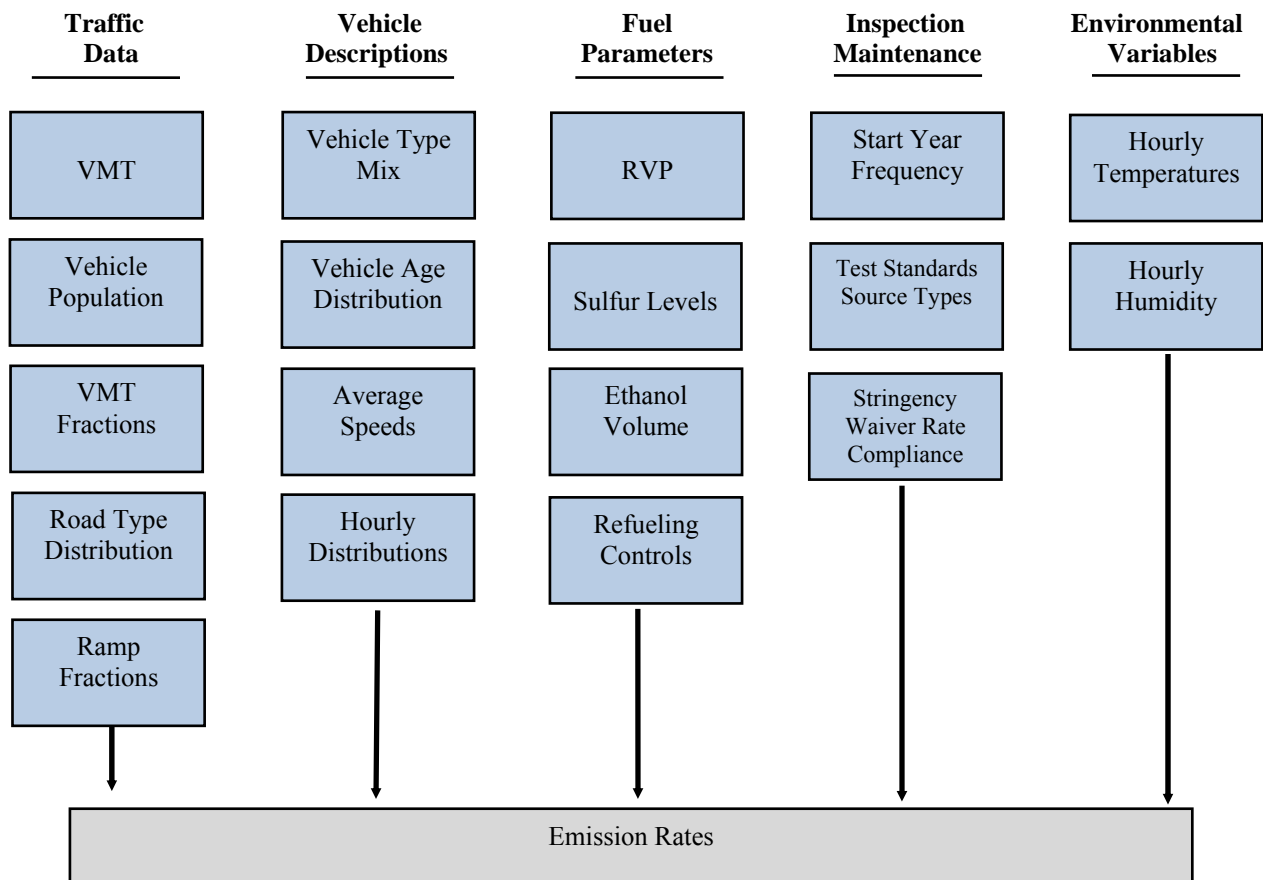 Traffic
Data
Vehicle
Descriptions
Fuel
Parameters
Inspection
Maintenance
Environmental
Variables
VMT
Vehicle
Population
VMT
Fractions
Road Type
Distribution
Ramp
Fractions
Vehicle Type
Mix
Vehicle Age
Distribution
Average
Speeds
Hourly
Distributions
RVP
Sulfur Levels
Ethanol
Volume
Refueling
Controls
Start Year
Frequency
Test Standards
Source Types
Stringency
Waiver Rate
Compliance
Hourly
Temperatures
Hourly
Humidity
Emission Rates